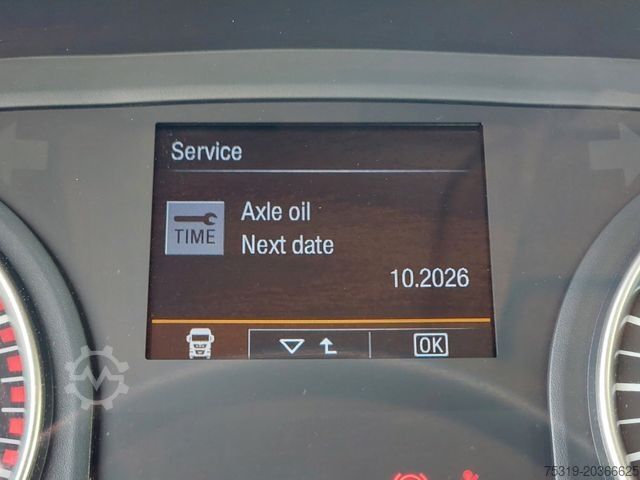 Service
TIME
Axle oil
Next date
10.2026
OK
75319-20366625